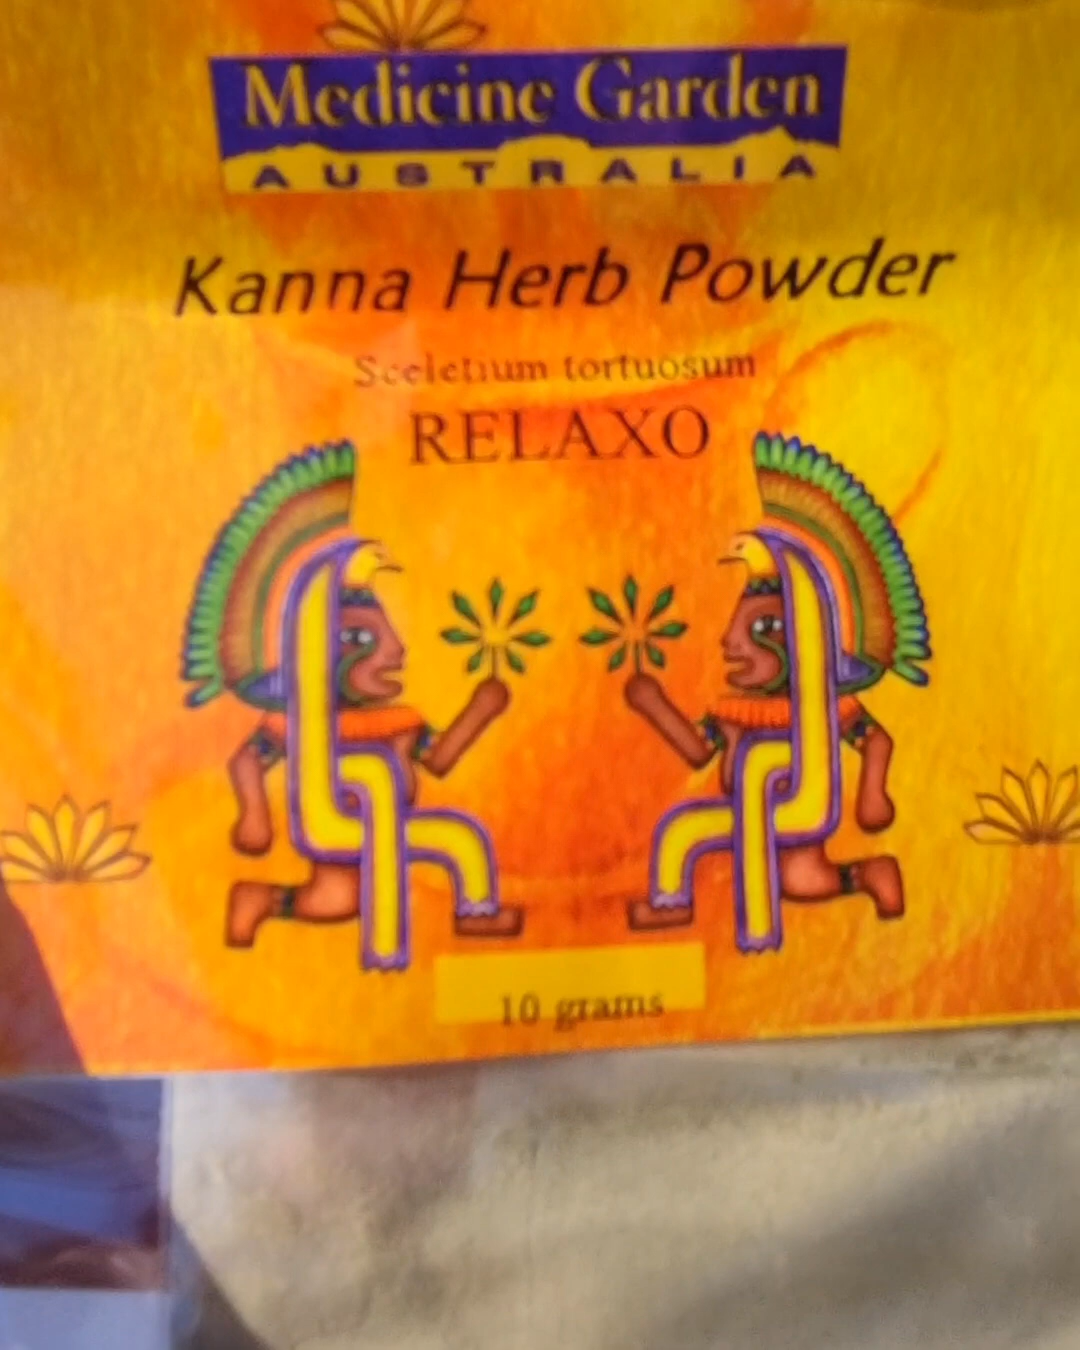 Medicine Garden
AUSTRALIA
Kanna Herb Powder
Sceletium tortuosum
RELAXO
10 grams